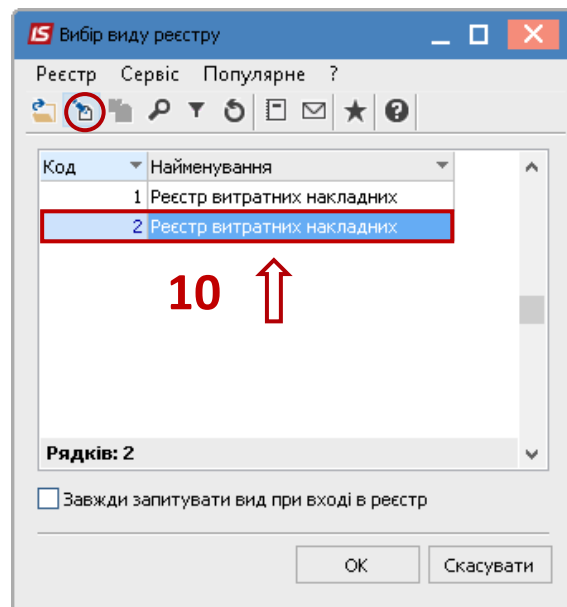 IS Вибір виду реєстру
Реєстр Сервіс Популярне ?
Код Найменування
1 Реєстр витратних накладних
2 Реєстр витратних накладних
10
Рядків: 2
Завжди запитувати вид при вході в реєстр
OK Скасувати